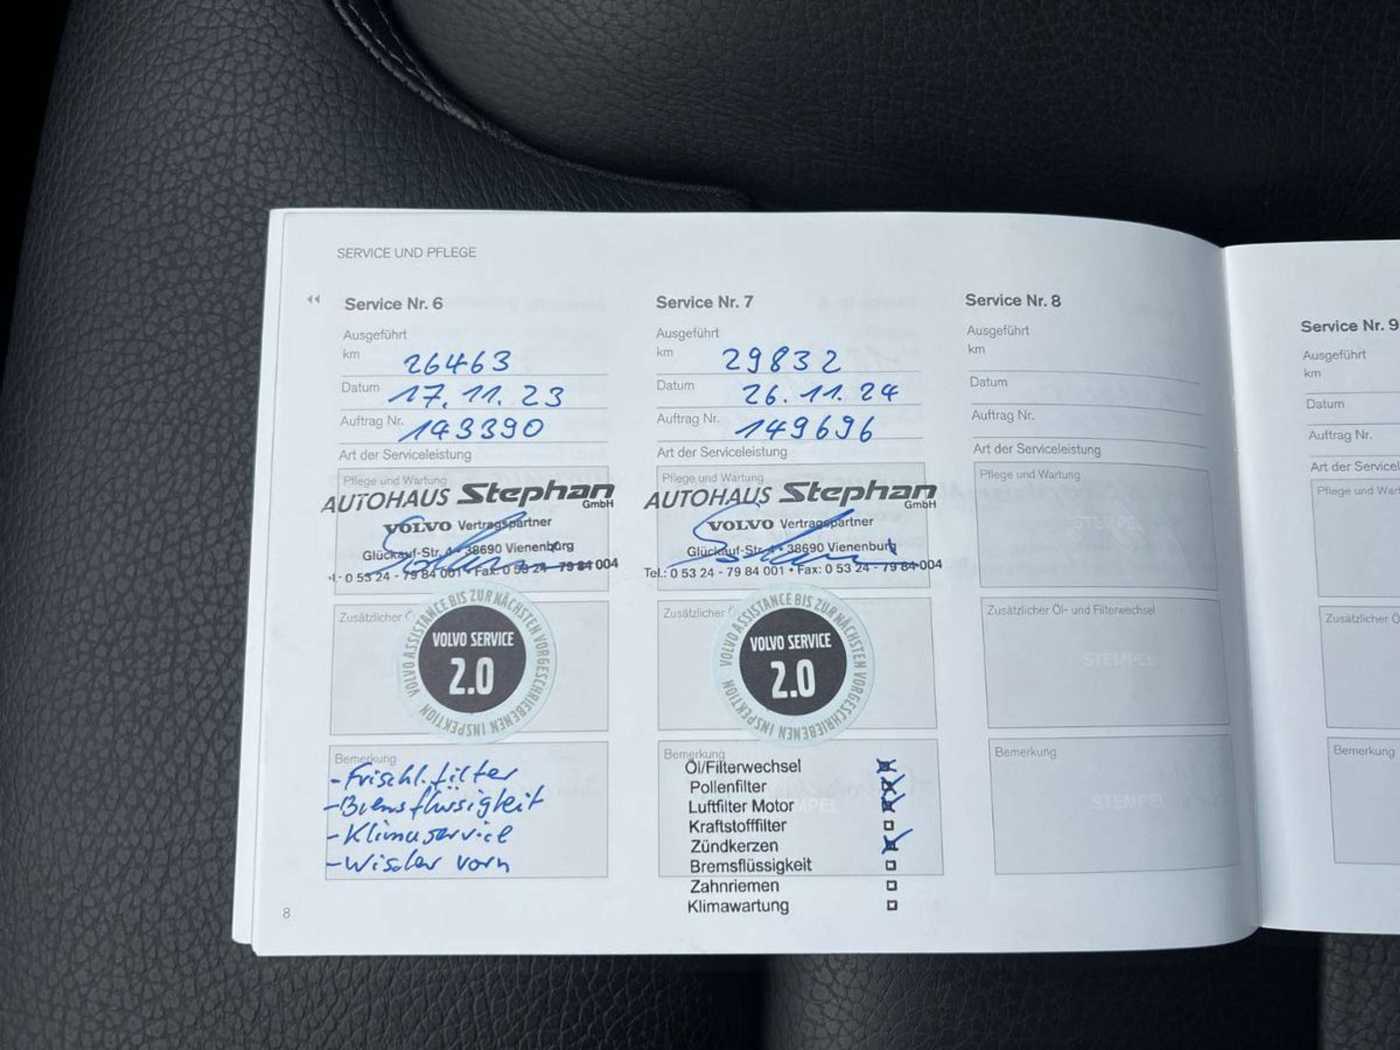 SERVICE UND PFLEGE
Service Nr. 6
Ausgeführt
km 26463
Datum 17.11.23
Auftrag Nr. 143390
Art der Serviceleistung
Pflege und Wartung
AUTOHAUS Stephan
GmbH
VOLVO Vertragspartner
Glückauf-Str. 4 • 38690 Vienenburg
0 53 24 - 79 84 001 • Fax: 0 53 24 - 79 84 004
Zusätzlicher
VOLVO ASSISTANCE BIS ZUR NÄCHSTEN VORGESCHRIEBENEN INSPEKTION
VOLVO SERVICE
2.0
Bemerkung
- Frischl.filter
- Bremsflüssigkeit
- Klimaservice
- Wischer vorn
8
Service Nr. 7
Ausgeführt
km 29832
Datum 26.11.24
Auftrag Nr. 149696
Art der Serviceleistung
Pflege und Wartung
AUTOHAUS Stephan
GmbH
VOLVO Vertragspartner
Glückauf-Str. 4 • 38690 Vienenburg
Tel.: 0 53 24 - 79 84 001 • Fax: 0 53 24 - 79 84 004
Zusätzlicher
VOLVO ASSISTANCE BIS ZUR NÄCHSTEN VORGESCHRIEBENEN INSPEKTION
VOLVO SERVICE
2.0
Bemerkung
Öl/Filterwechsel
Pollenfilter
Luftfilter Motor
Kraftstofffilter
Zündkerzen
Bremsflüssigkeit
Zahnriemen
Klimawartung
Service Nr. 8
Ausgeführt
km
Datum
Auftrag Nr.
Art der Serviceleistung
Pflege und Wartung
STEMPEL
Zusätzlicher Öl- und Filterwechsel
STEMPEL
Bemerkung
STEMPEL
Service Nr. 9
Ausgeführt
km
Datum
Auftrag Nr.
Art der Servicel
Pflege und Wart
Zusätzlicher Ö
Bemerkung